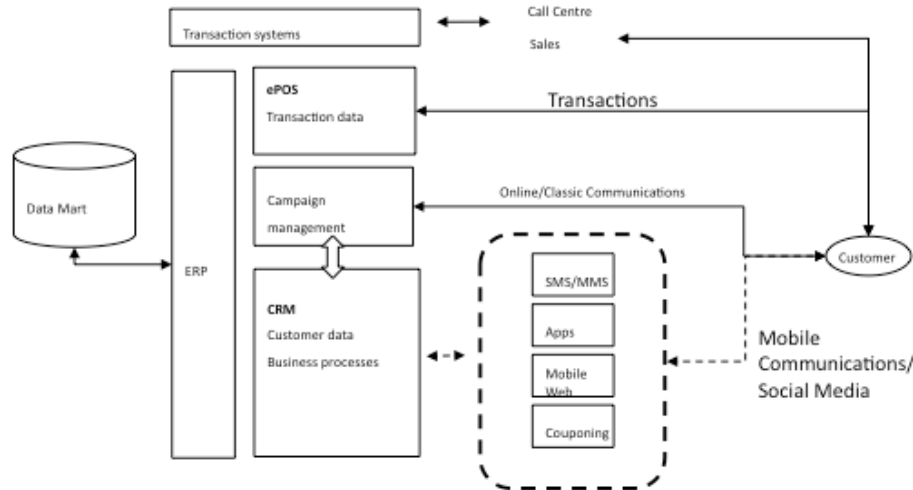 Call Centre
Transaction systems
Sales
ePOS
Transaction data
Transactions
Data Mart
Campaign
management
Online/Classic Communications
ERP
Customer
CRM
Customer data
Business processes
SMS/MMS
Apps
Mobile
Web
Couponing
Mobile
Communications/
Social Media